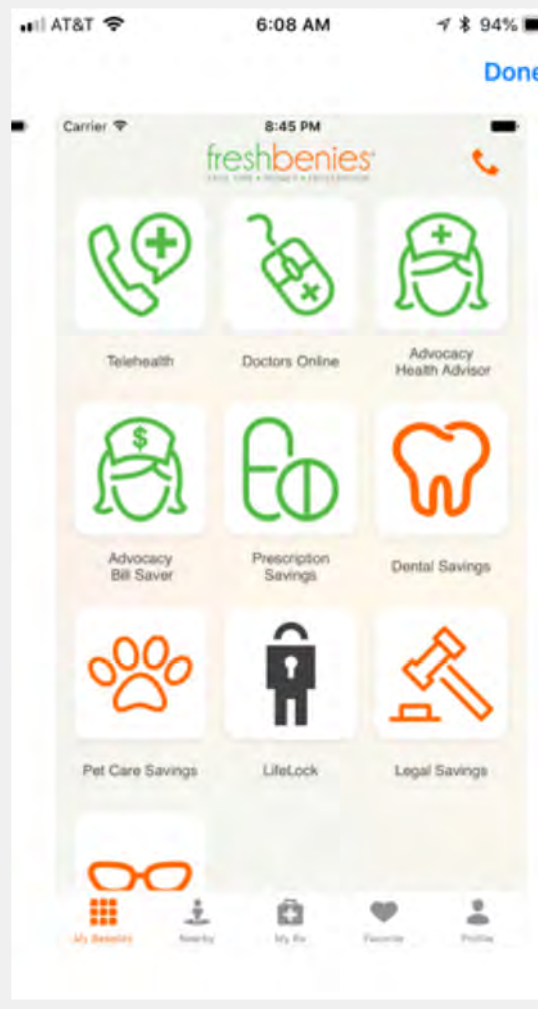 AT&T 6:08 AM 94%
Done
Carrier 8:45 PM
freshbenies
Telehealth
Doctors Online
Advocacy
Health Advisor
$
Advocacy
Bill Saver
Prescription
Savings
Dental Savings
Pet Care Savings
LifeLock
Legal Savings
My Benefits Nearby My Rx Favorite Profile